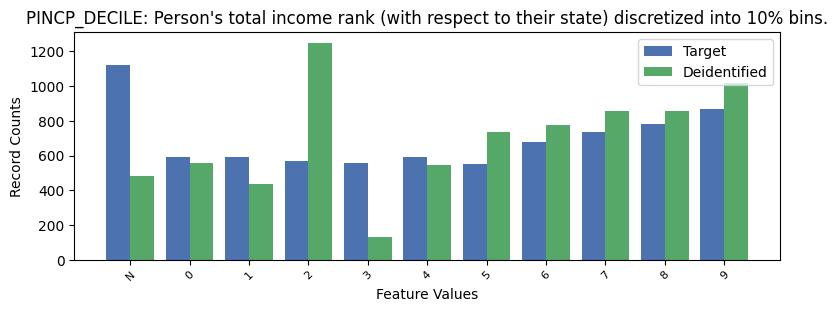 PINCP_DECILE: Person's total income rank (with respect to their state) discretized into 10% bins.
Target
Deidentified
1200
1000
800
600
400
200
0
Record Counts
N 0 1 2 3 4 5 6 7 8 9
Feature Values